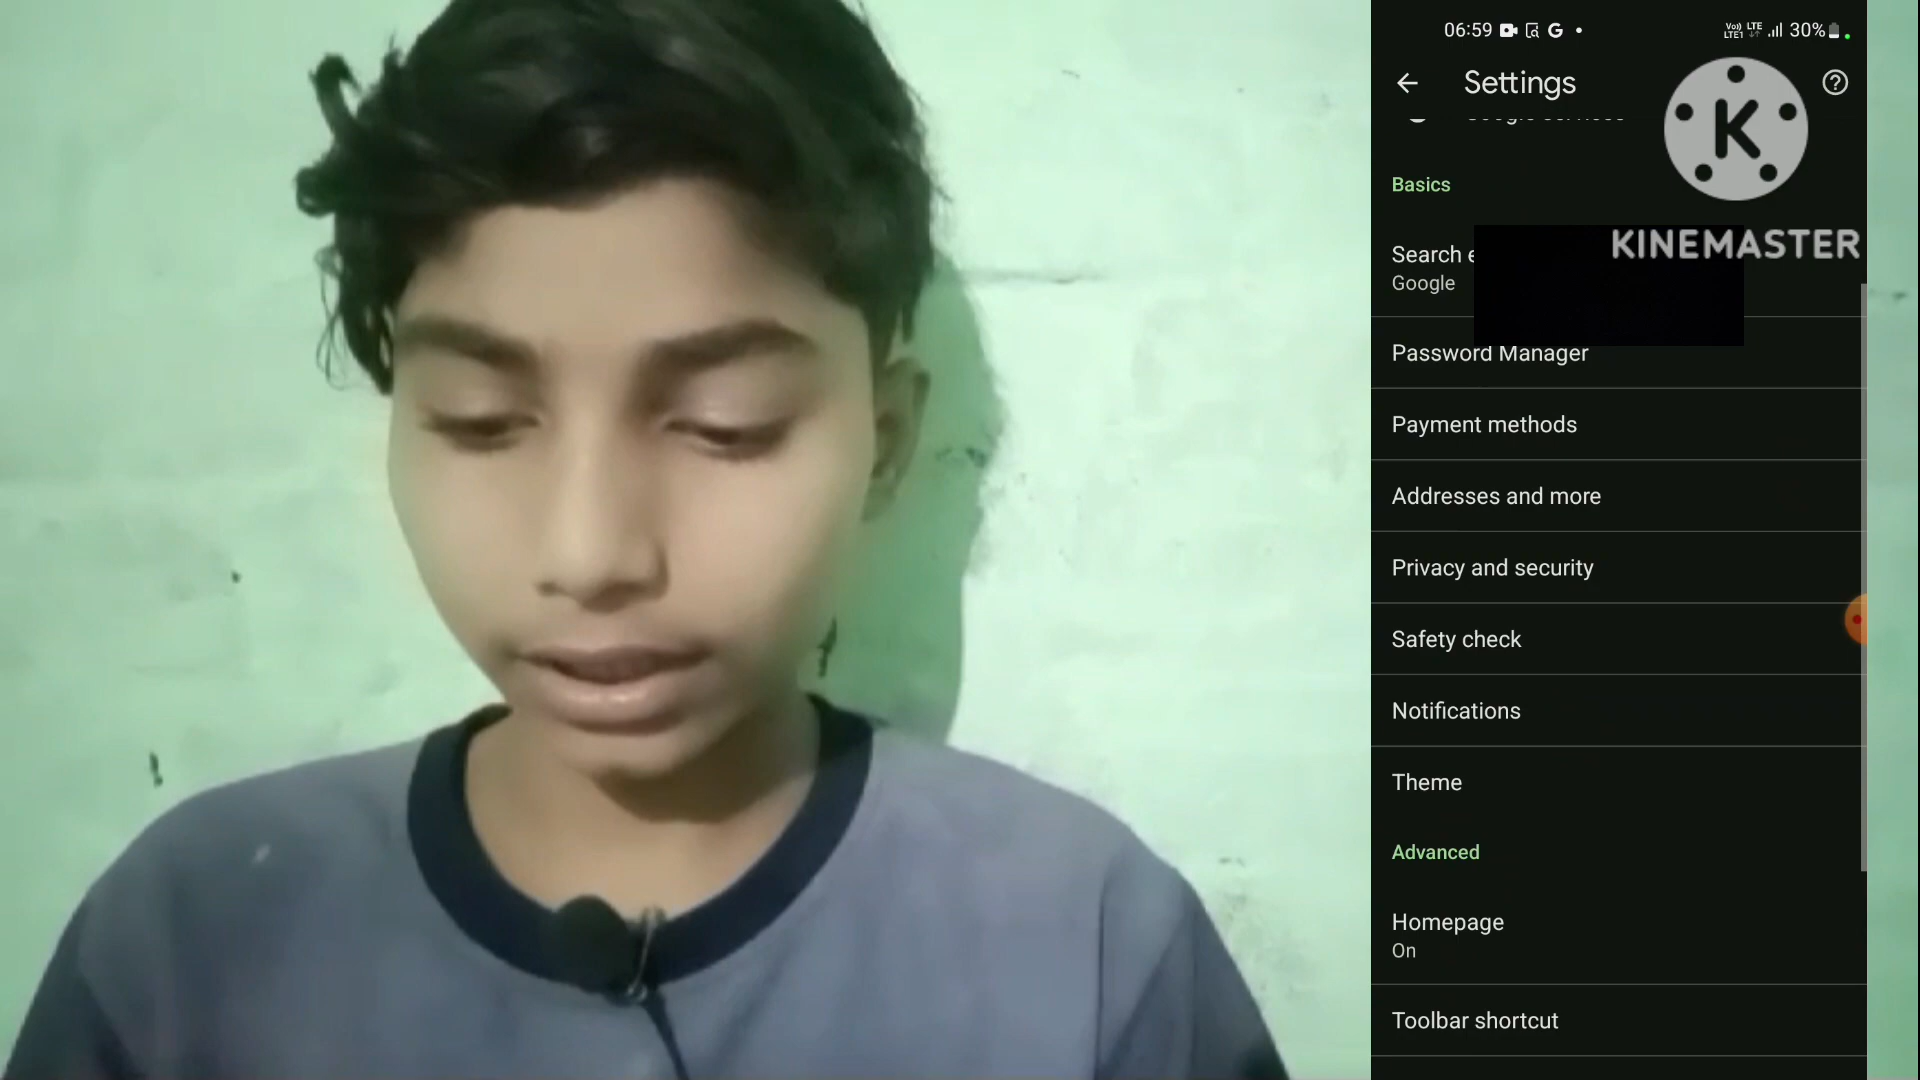 06:59 G 30%
Settings
K
Basics
KINEMASTER
Search
Google
Password Manager
Payment methods
Addresses and more
Privacy and security
Safety check
Notifications
Theme
Advanced
Homepage
On
Toolbar shortcut